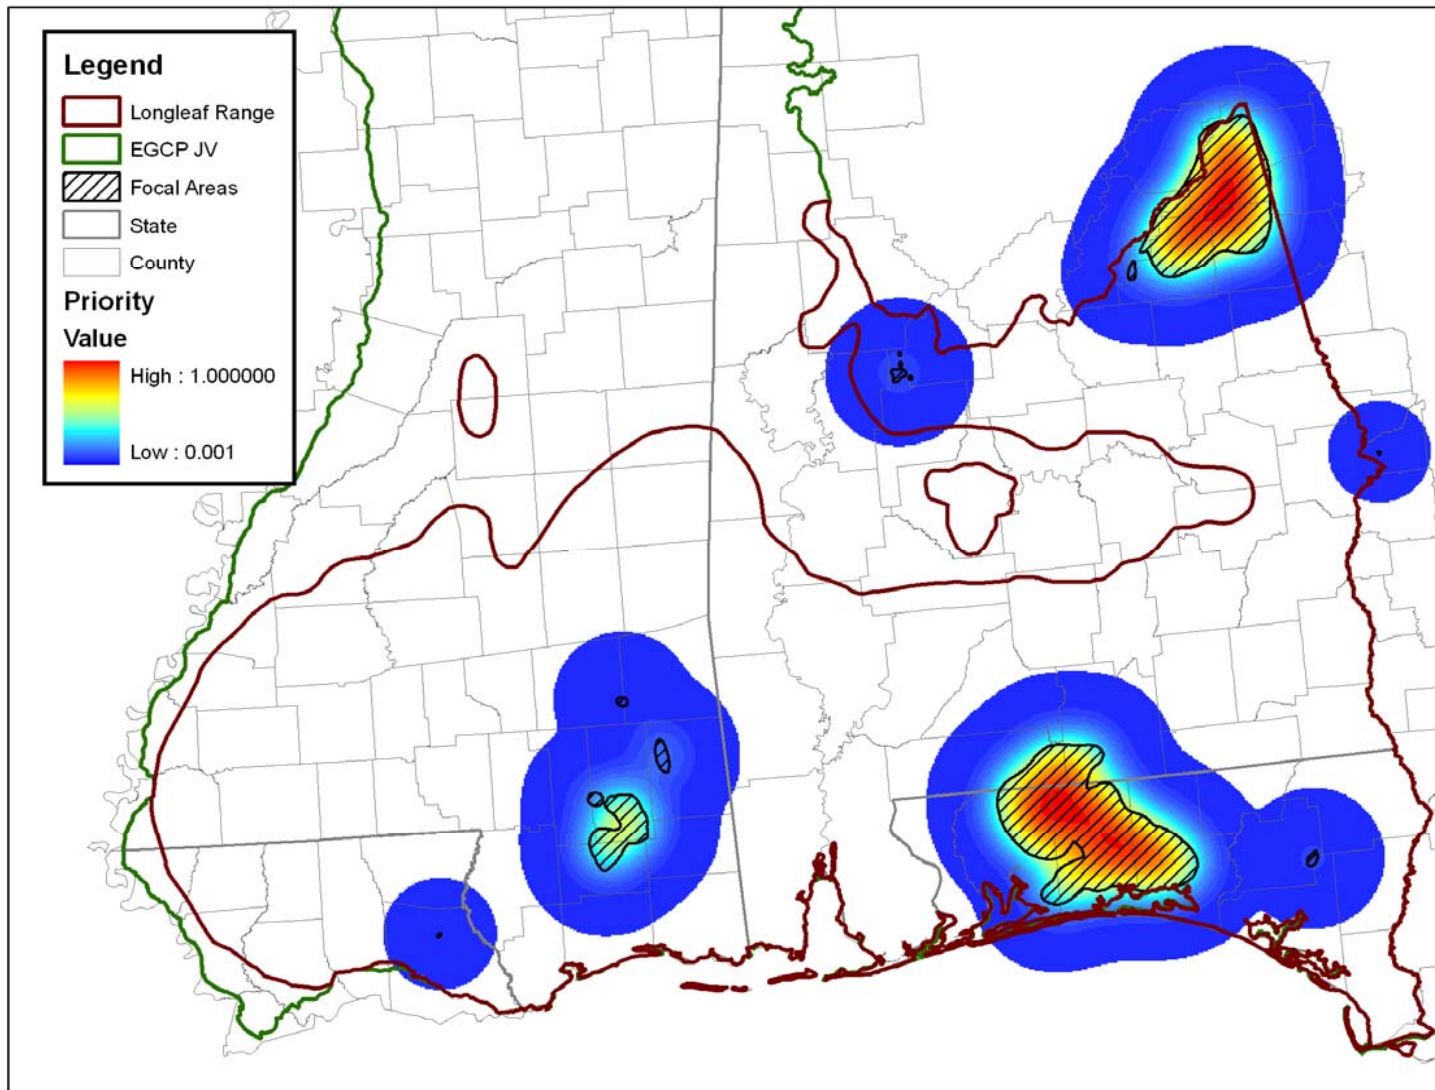 Legend
Longleaf Range
EGCP JV
Focal Areas
State
County
Priority
Value
High : 1.000000
Low : 0.001